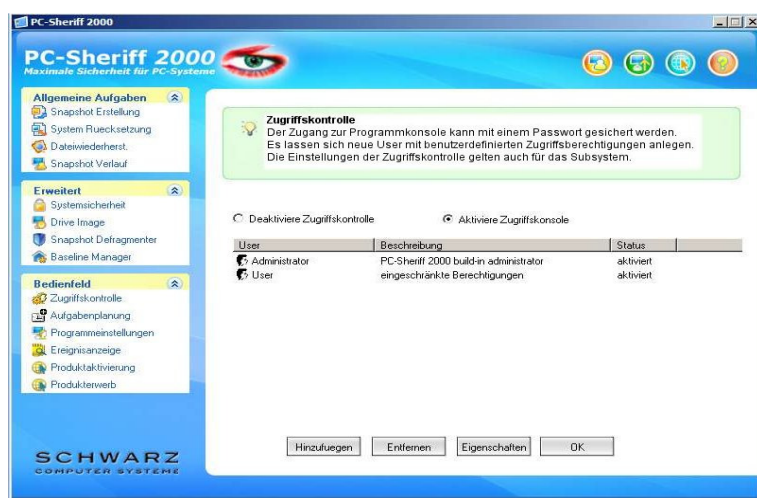 PC-Sheriff 2000
PC-Sheriff 2000
Maximale Sicherheit für PC-Systeme
Allgemeine Aufgaben
Snapshot Erstellung
System Ruecksetzung
Dateiwiederherst.
Snapshot Verlauf
Erweitert
Systemsicherheit
Drive Image
Snapshot Defragmenter
Baseline Manager
Bedienfeld
Zugriffskontrolle
Aufgabenplanung
Programmeinstellungen
Ereignisanzeige
Produktaktivierung
Produkterwerb
SCHWARZ
COMPUTER SYSTEME
Zugriffskontrolle
Der Zugang zur Programmkonsole kann mit einem Passwort gesichert werden.
Es lassen sich neue User mit benutzerdefinierten Zugriffsberechtigungen anlegen.
Die Einstellungen der Zugriffskontrolle gelten auch für das Subsystem.
Deaktiviere Zugriffskontrolle Aktiviere Zugriffskonsole
User Beschreibung Status
Administrator PC-Sheriff 2000 build-in administrator aktiviert
User eingeschränkte Berechtigungen aktiviert
Hinzufuegen Entfernen Eigenschaften OK